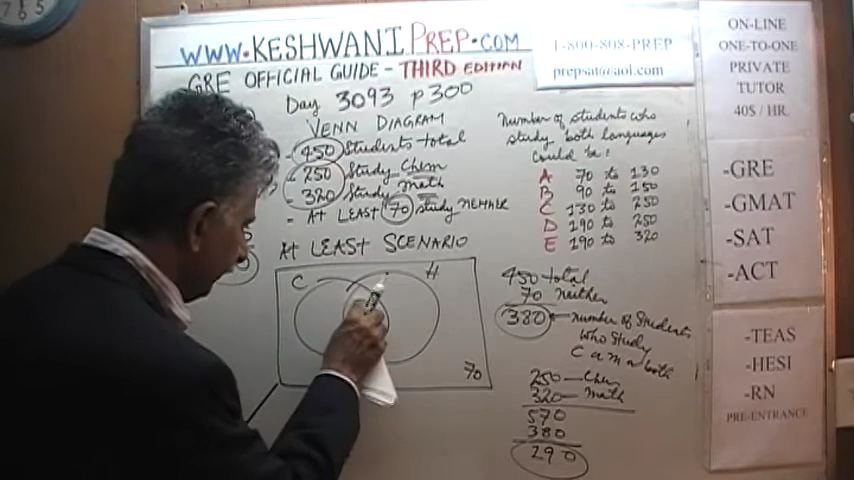 WWW.KESHWANIPREP.COM
GRE OFFICIAL GUIDE - THIRD EDITION
Day 3093 p300
VENN DIAGRAM
- 450 Students total
- 250 Study Chem
- 320 Study math
- AT LEAST 70 study NEITHER
AT LEAST SCENARIO
C
70
1-800-808-PREP
prepsat@aol.com
Number of students who
study both languages
could be:
A 70 to 130
B 90 to 150
C 130 to 250
D 190 to 250
E 190 to 320
450 total
70 Neither
380 Number of Students
who study
C or M or both
250 — Chem
320 — Math
570
380
190
ON-LINE
ONE-TO-ONE
PRIVATE
TUTOR
40$ / HR.
-GRE
-GMAT
-SAT
-ACT
-TEAS
-HESI
-RN
PRE-ENTRANCE
7 6 5